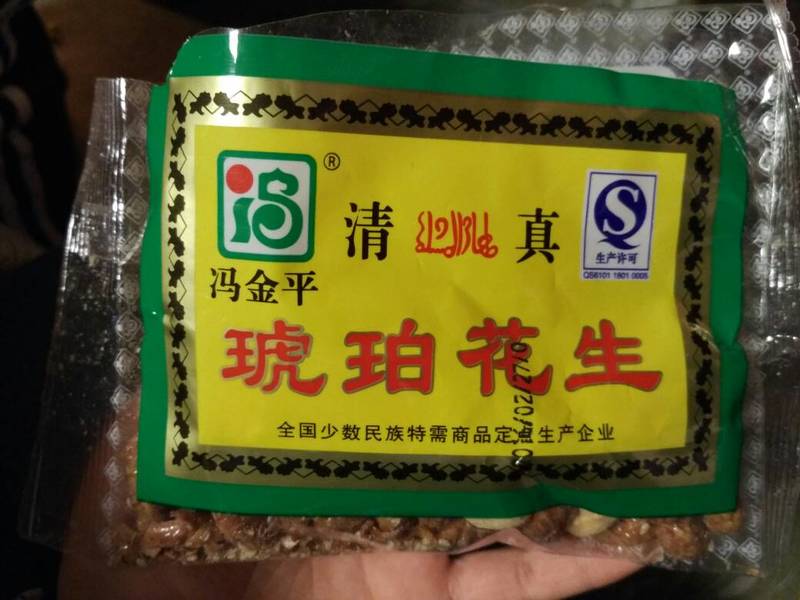 ®
清 真
冯金平
生产许可
QS6101 1801 0005
琥珀花生
全国少数民族特需商品定点生产企业